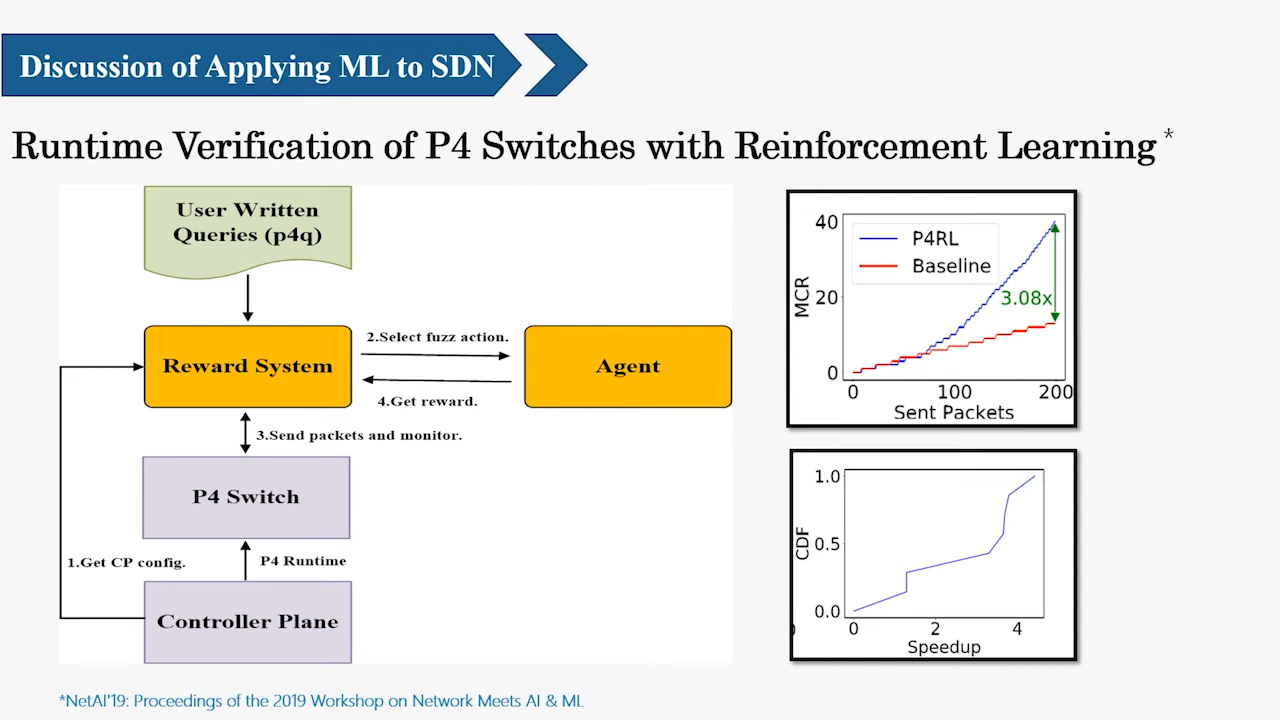 Discussion of Applying ML to SDN
Runtime Verification of P4 Switches with Reinforcement Learning*
User Written
Queries (p4q)
Reward System
2.Select fuzz action.
4.Get reward.
Agent
3.Send packets and monitor.
P4 Switch
1.Get CP config.
P4 Runtime
Controller Plane
40
20
0
MCR
P4RL
Baseline
3.08x
0
100
200
Sent Packets
1.0
0.5
0.0
CDF
0
2
4
Speedup
*NetAI'19: Proceedings of the 2019 Workshop on Network Meets AI & ML